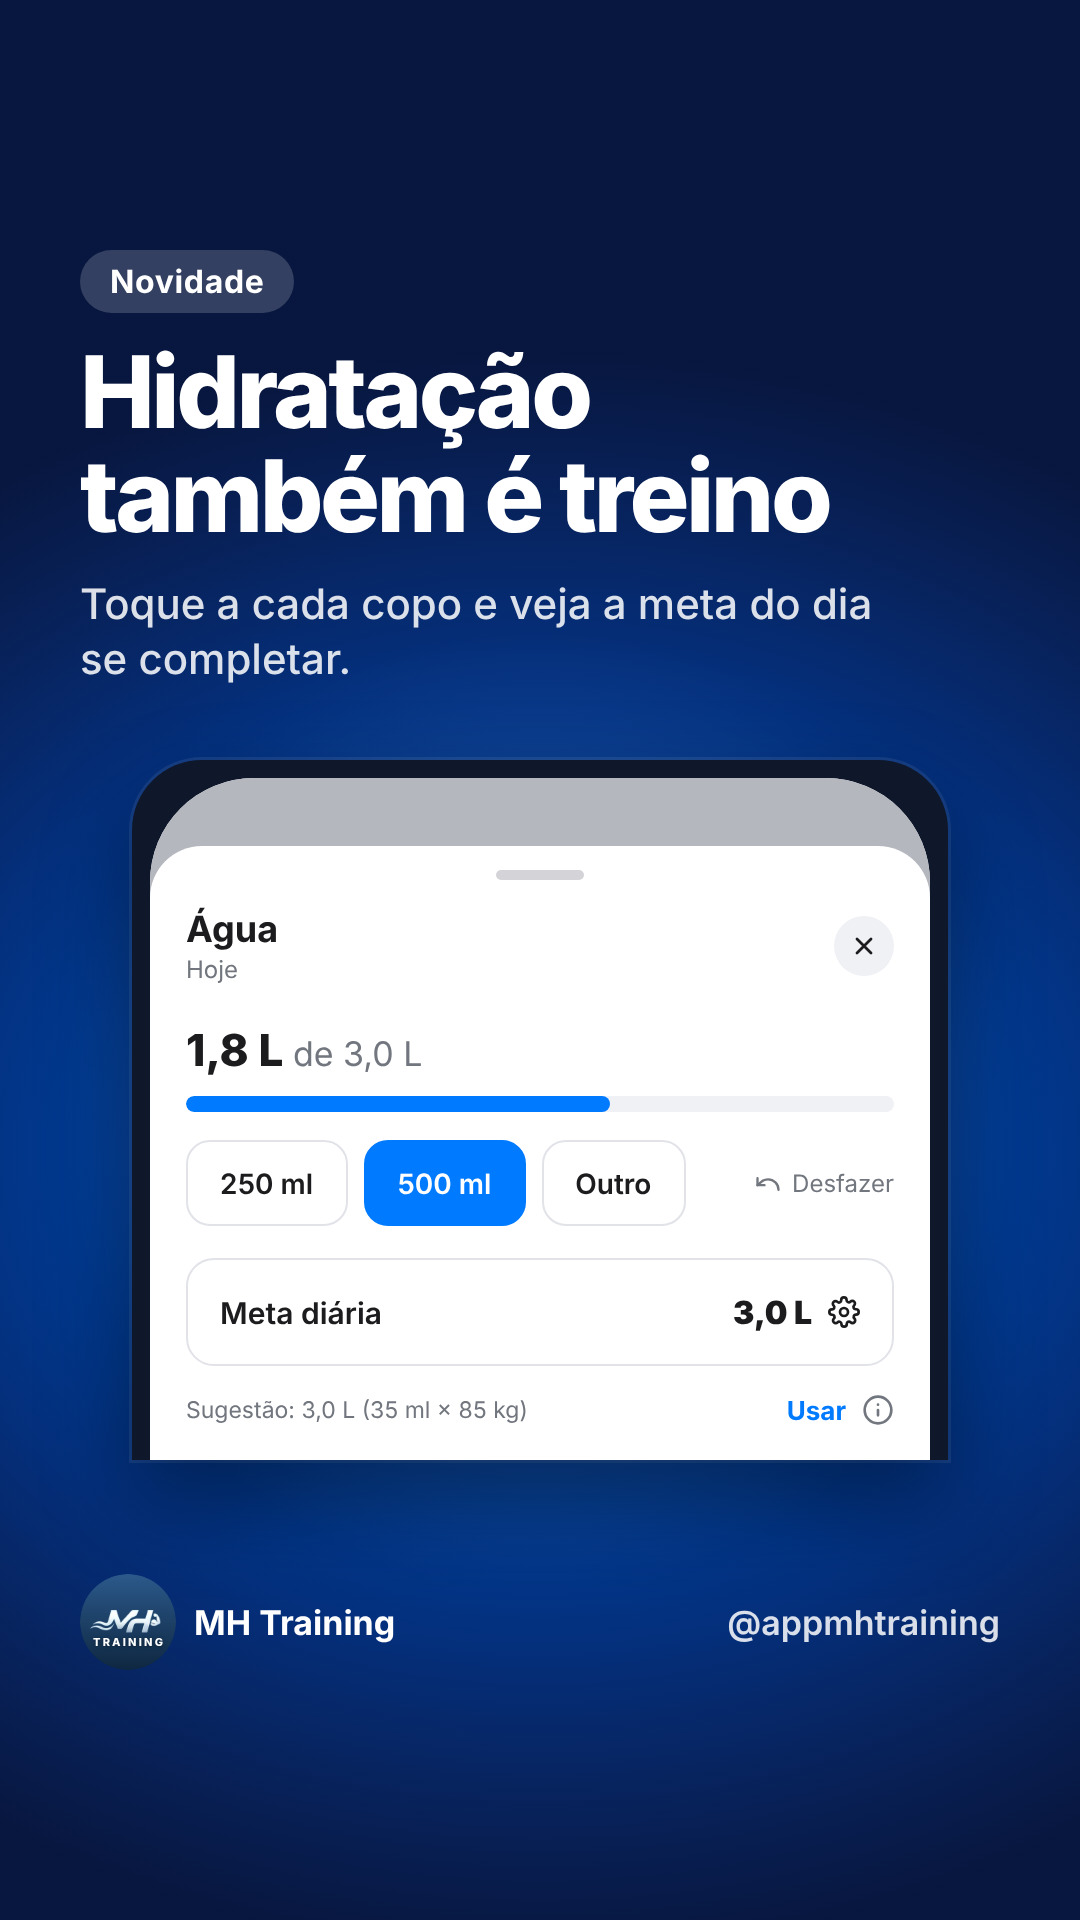 Novidade
Hidratação
também é treino
Toque a cada copo e veja a meta do dia
se completar.
Água
Hoje
1,8 L de 3,0 L
250 ml
500 ml
Outro
Desfazer
Meta diária
3,0 L
Sugestão: 3,0 L (35 ml × 85 kg)
Usar
MH
TRAINING
MH Training
@appmhtraining